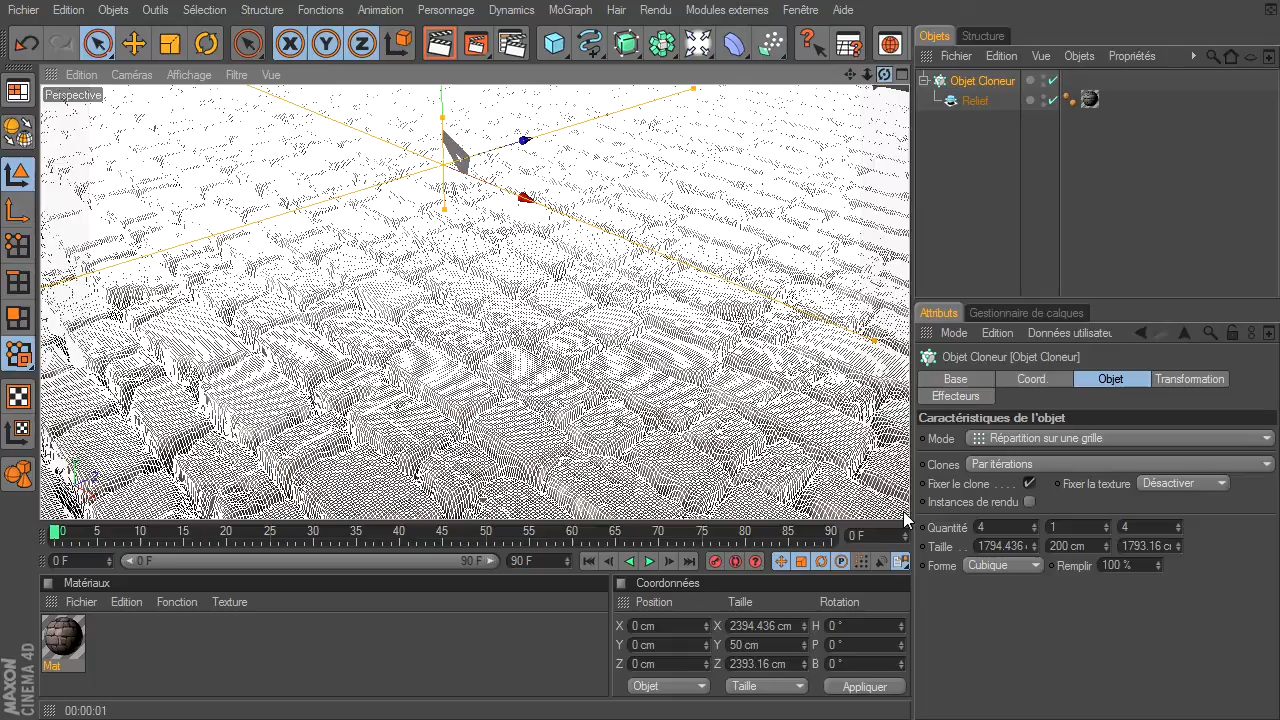 Fichier Edition Objets Outils Sélection Structure Fonctions Animation Personnage Dynamics MoGraph Hair Rendu Modules externes Fenêtre Aide
Edition Caméras Affichage Filtre Vue
Perspective
Objets Structure
Fichier Edition Vue Objets Propriétés
Objet Cloneur
Relief
Attributs Gestionnaire de calques
Mode Edition Données utilisateu
Objet Cloneur [Objet Cloneur]
Base Coord. Objet Transformation
Effecteurs
Caractéristiques de l'objet
Mode Répartition sur une grille
Clones Par itérations
Fixer le clone . . . . Fixer la texture Désactiver
Instances de rendu
Quantité 4 1 4
Taille . . 1794.436 200 cm 1793.16 c
Forme Cubique Remplir 100 %
0 5 10 15 20 25 30 35 40 45 50 55 60 65 70 75 80 85 90 0 F
0 F 0 F 90 F 90 F
Matériaux
Fichier Edition Fonction Texture
Mat
Coordonnées
Position Taille Rotation
X 0 cm X 2394.436 cm H 0 °
Y 0 cm Y 50 cm P 0 °
Z 0 cm Z 2393.16 cm B 0 °
Objet Taille Appliquer
00:00:01
MAXON
CINEMA 4D
X Y Z